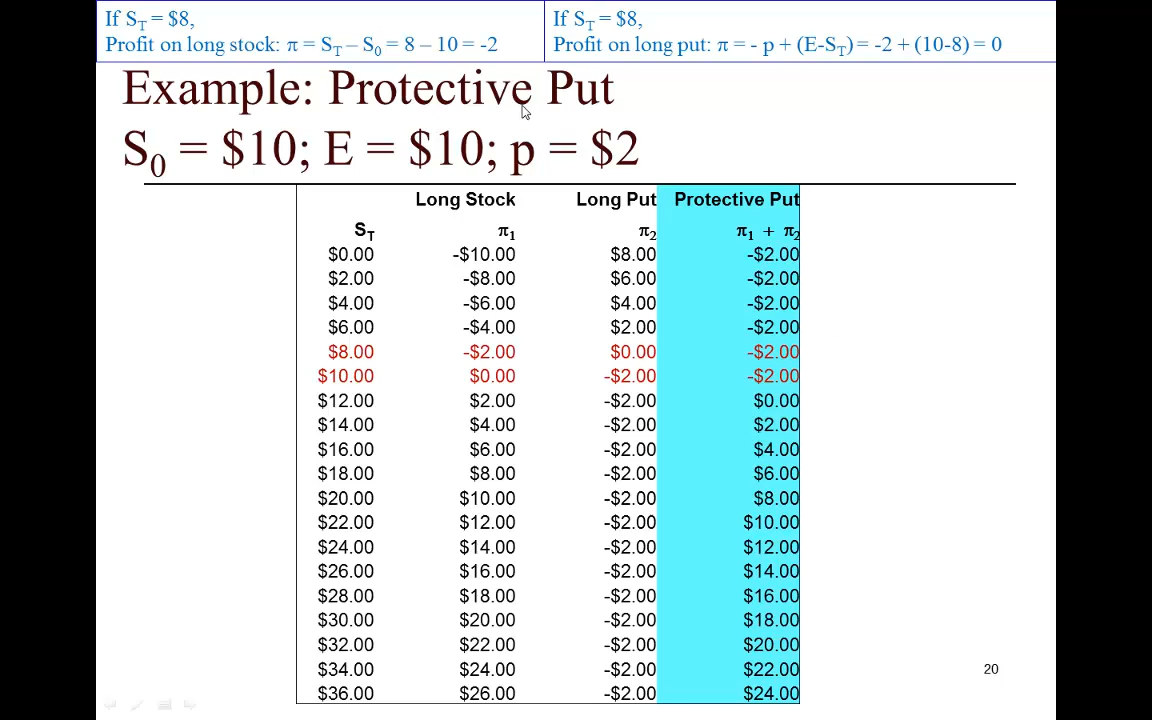 If S_T = $8,
Profit on long stock: π = S_T – S_0 = 8 – 10 = -2
If S_T = $8,
Profit on long put: π = - p + (E-S_T) = -2 + (10-8) = 0
Example: Protective Put
S_0 = $10; E = $10; p = $2
Long Stock Long Put Protective Put
S_T π_1 π_2 π_1 + π_2
$0.00 -$10.00 $8.00 -$2.00
$2.00 -$8.00 $6.00 -$2.00
$4.00 -$6.00 $4.00 -$2.00
$6.00 -$4.00 $2.00 -$2.00
$8.00 -$2.00 $0.00 -$2.00
$10.00 $0.00 -$2.00 -$2.00
$12.00 $2.00 -$2.00 $0.00
$14.00 $4.00 -$2.00 $2.00
$16.00 $6.00 -$2.00 $4.00
$18.00 $8.00 -$2.00 $6.00
$20.00 $10.00 -$2.00 $8.00
$22.00 $12.00 -$2.00 $10.00
$24.00 $14.00 -$2.00 $12.00
$26.00 $16.00 -$2.00 $14.00
$28.00 $18.00 -$2.00 $16.00
$30.00 $20.00 -$2.00 $18.00
$32.00 $22.00 -$2.00 $20.00
$34.00 $24.00 -$2.00 $22.00
$36.00 $26.00 -$2.00 $24.00
20